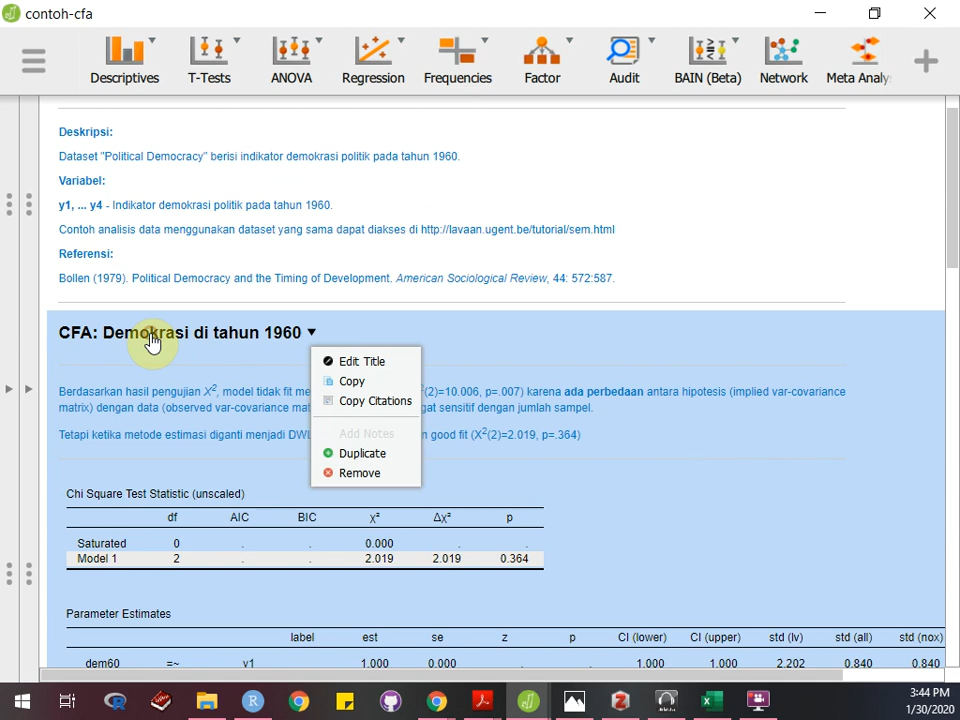 contoh-cfa
Descriptives T-Tests ANOVA Regression Frequencies Factor Audit BAIN (Beta) Network Meta Analy
Deskripsi:
Dataset "Political Democracy" berisi indikator demokrasi politik pada tahun 1960.
Variabel:
y1, ... y4 - Indikator demokrasi politik pada tahun 1960.
Contoh analisis data menggunakan dataset yang sama dapat diakses di http://lavaan.ugent.be/tutorial/sem.html
Referensi:
Bollen (1979). Political Democracy and the Timing of Development. American Sociological Review, 44: 572:587.
CFA: Demokrasi di tahun 1960
Edit Title
Copy
Copy Citations
Add Notes
Duplicate
Remove
Berdasarkan hasil pengujian X², model tidak fit me (2)=10.006, p=.007) karena ada perbedaan antara hipotesis (implied var-covariance
matrix) dengan data (observed var-covariance mat gat sensitif dengan jumlah sampel.
Tetapi ketika metode estimasi diganti menjadi DWL n good fit (X²(2)=2.019, p=.364)
Chi Square Test Statistic (unscaled)
df AIC BIC χ² Δχ² p
Saturated 0 . . 0.000 . .
Model 1 2 . . 2.019 2.019 0.364
Parameter Estimates
label est se z p CI (lower) CI (upper) std (lv) std (all) std (nox)
dem60 =~ y1 1.000 0.000 . . 1.000 1.000 2.202 0.840 0.840
3:44 PM
1/30/2020